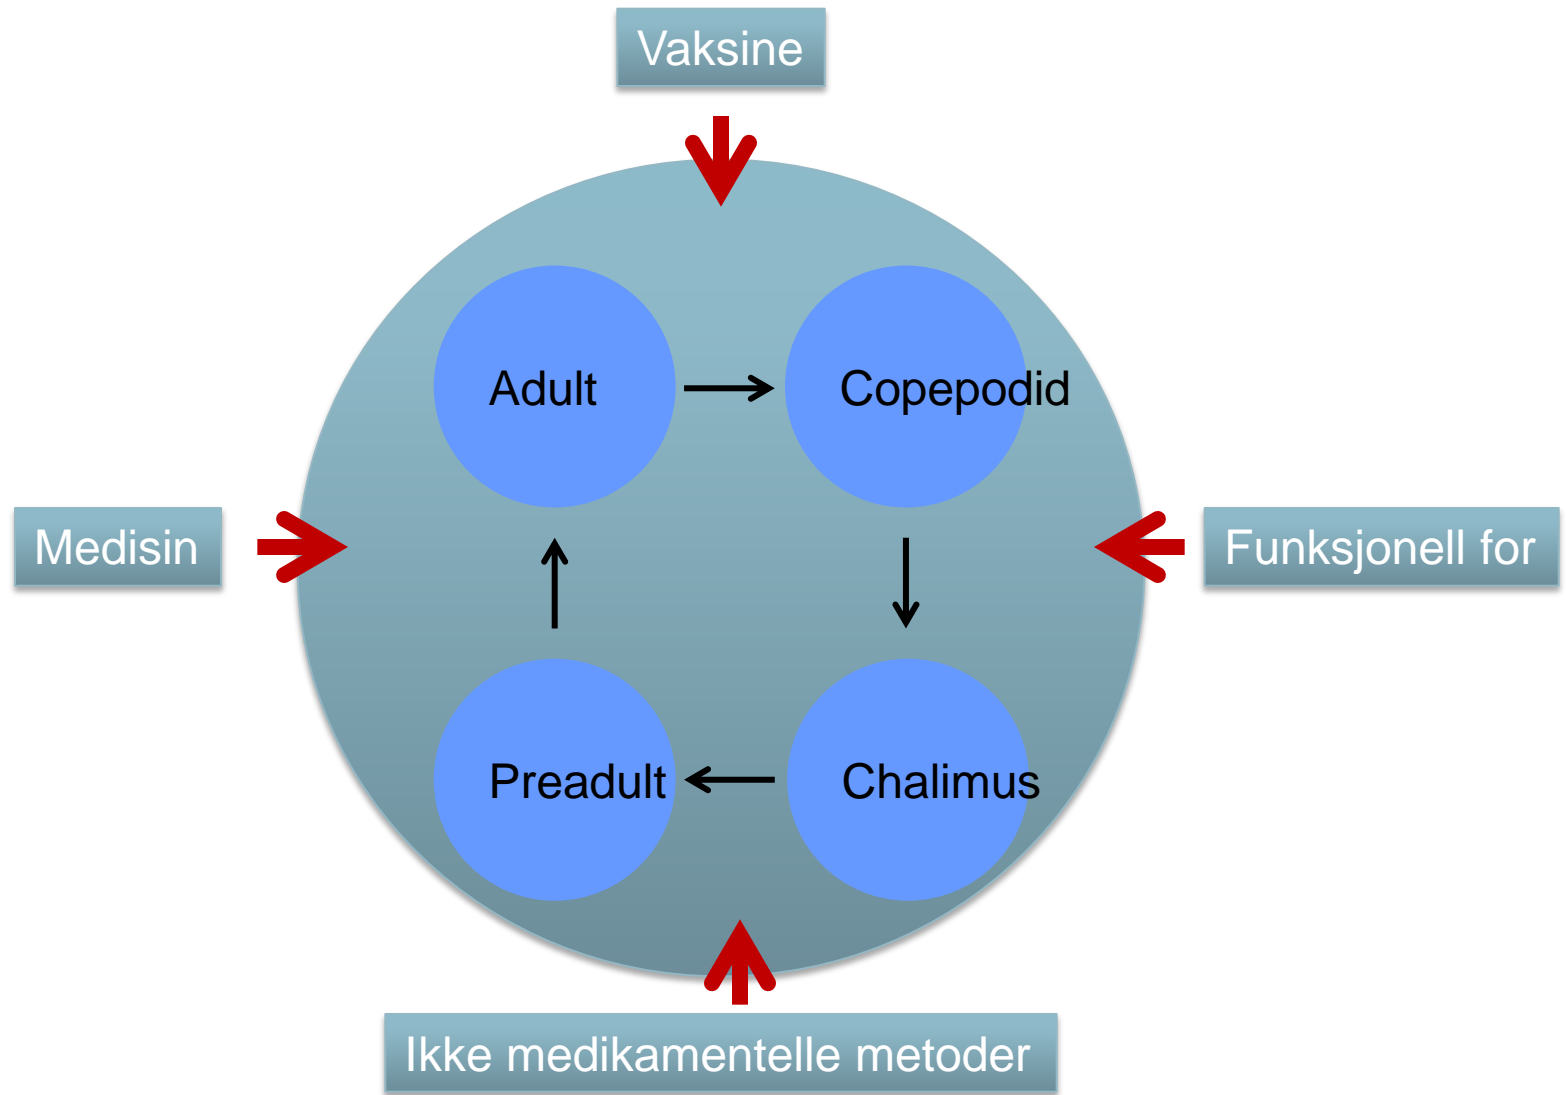 Vaksine
Adult
Copepodid
Medisin
Funksjonell for
Preadult
Chalimus
Ikke medikamentelle metoder